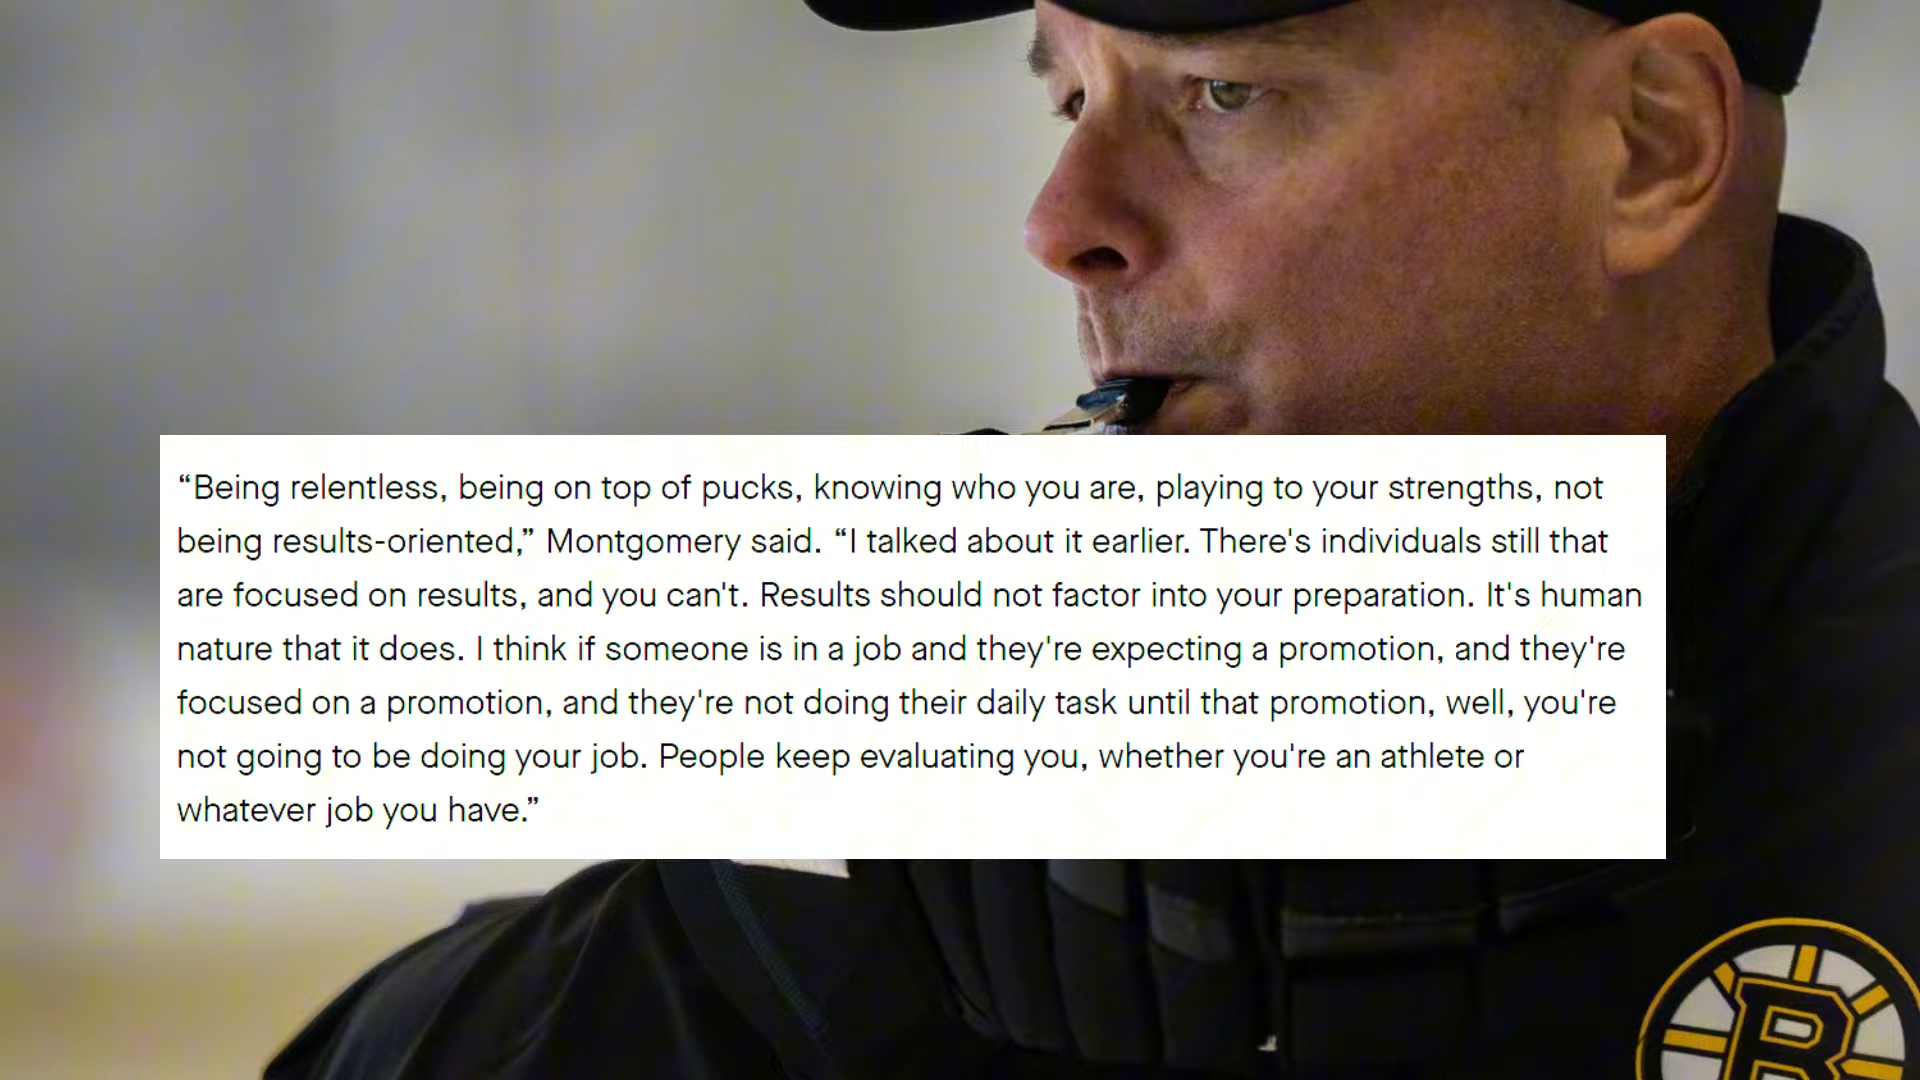 “Being relentless, being on top of pucks, knowing who you are, playing to your strengths, not
being results-oriented,” Montgomery said. “I talked about it earlier. There's individuals still that
are focused on results, and you can't. Results should not factor into your preparation. It's human
nature that it does. I think if someone is in a job and they're expecting a promotion, and they're
focused on a promotion, and they're not doing their daily task until that promotion, well, you're
not going to be doing your job. People keep evaluating you, whether you're an athlete or
whatever job you have.”
B